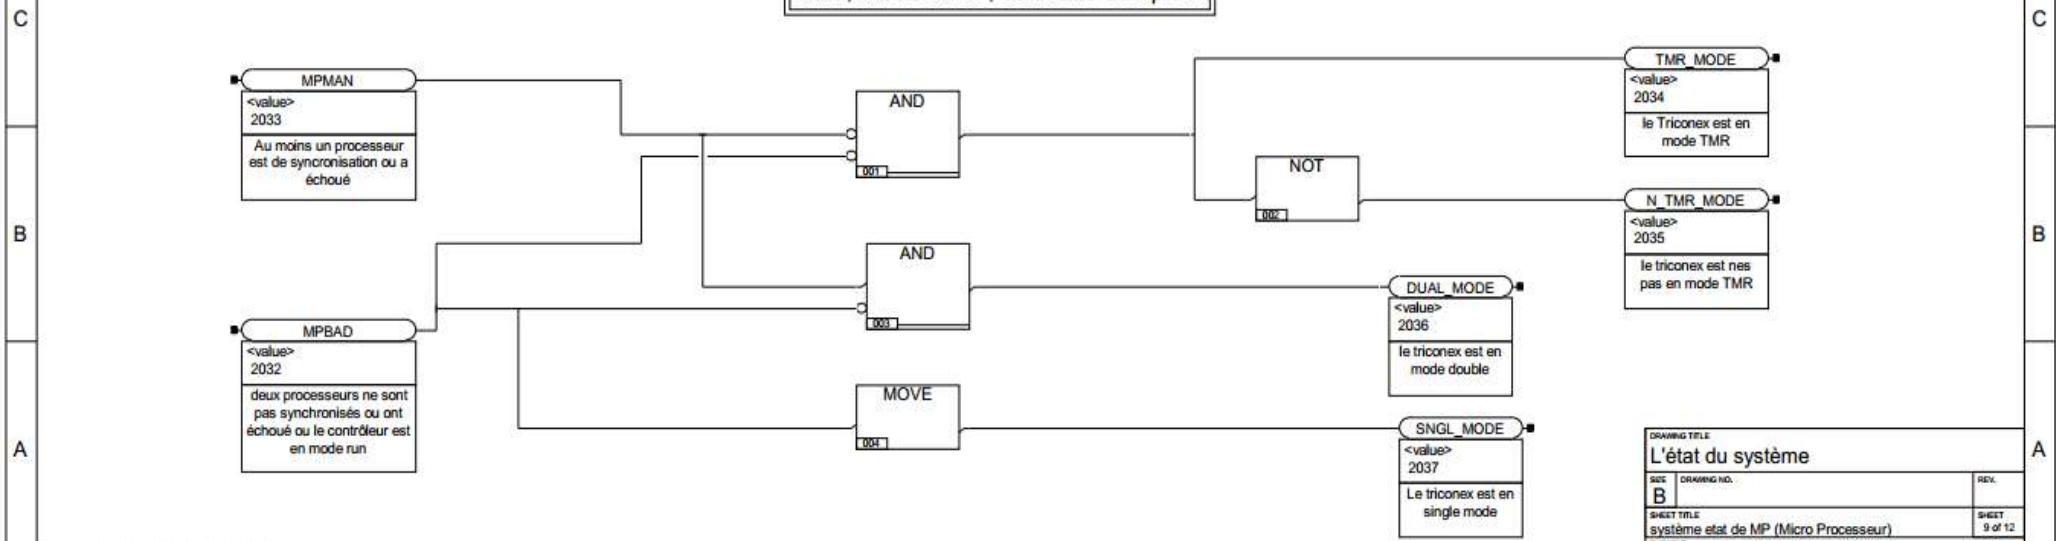 C
C
MPMAN
<value>
2033
Au moins un processeur
est de syncronisation ou a
échoué
AND
001
TMR_MODE
<value>
2034
le Triconex est en
mode TMR
NOT
002
N_TMR_MODE
<value>
2035
le triconex est nes
pas en mode TMR
B
B
AND
003
DUAL_MODE
<value>
2036
le triconex est en
mode double
MPBAD
<value>
2032
deux processeurs ne sont
pas synchronisés ou ont
échoué ou le contrôleur est
en mode run
MOVE
004
SNGL_MODE
<value>
2037
Le triconex est en
single mode
A
A
DRAWING TITLE
L'état du système
SIZE DRAWING NO. REV.
B
SHEET TITLE SHEET
système etat de MP (Micro Processeur) 9 of 12